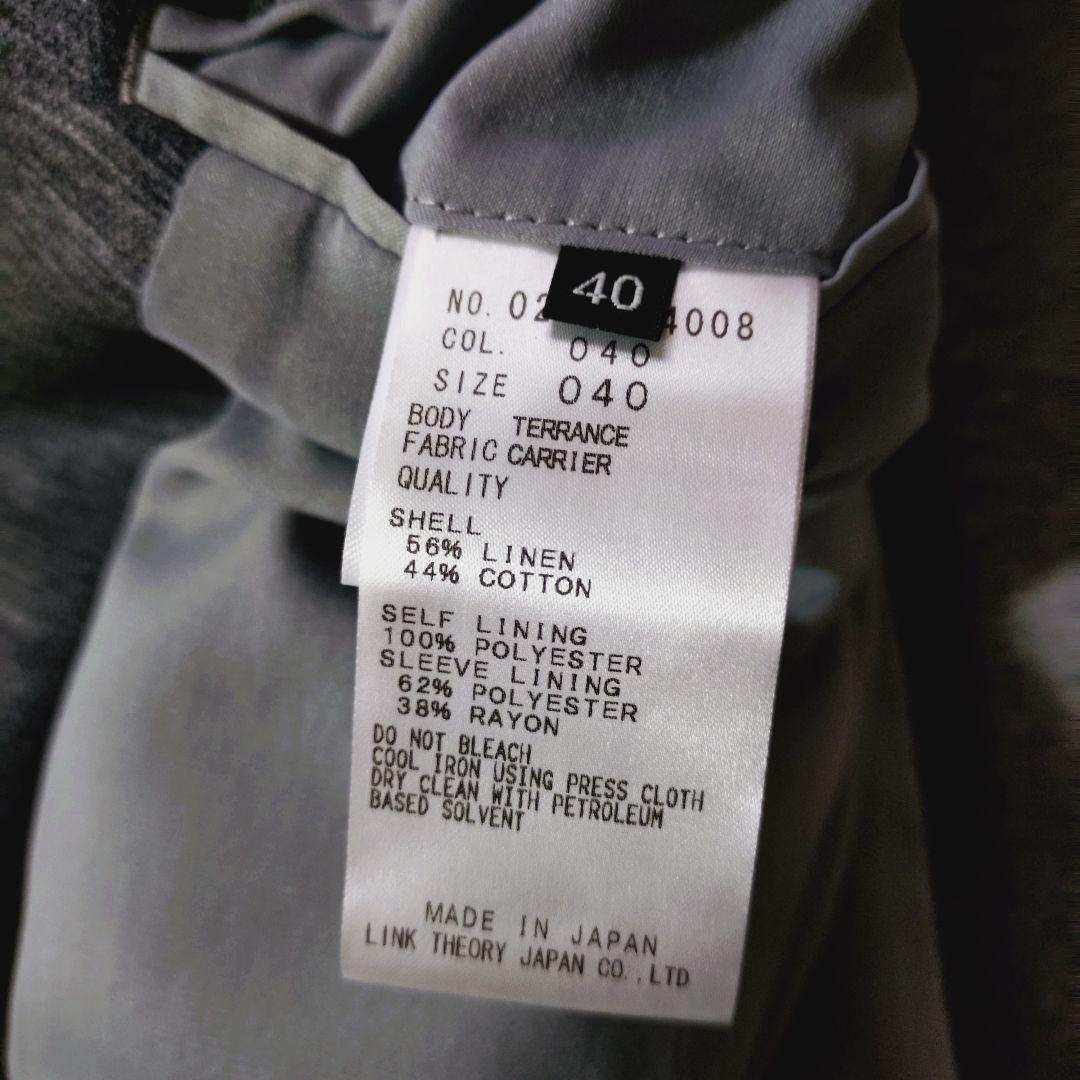 40
NO. 02 4008
COL. 040
SIZE 040
BODY TERRANCE
FABRIC CARRIER
QUALITY
SHELL
56% LINEN
44% COTTON
SELF LINING
100% POLYESTER
SLEEVE LINING
62% POLYESTER
38% RAYON
DO NOT BLEACH
COOL IRON USING PRESS CLOTH
DRY CLEAN WITH PETROLEUM
BASED SOLVENT
MADE IN JAPAN
LINK THEORY JAPAN CO.,LTD